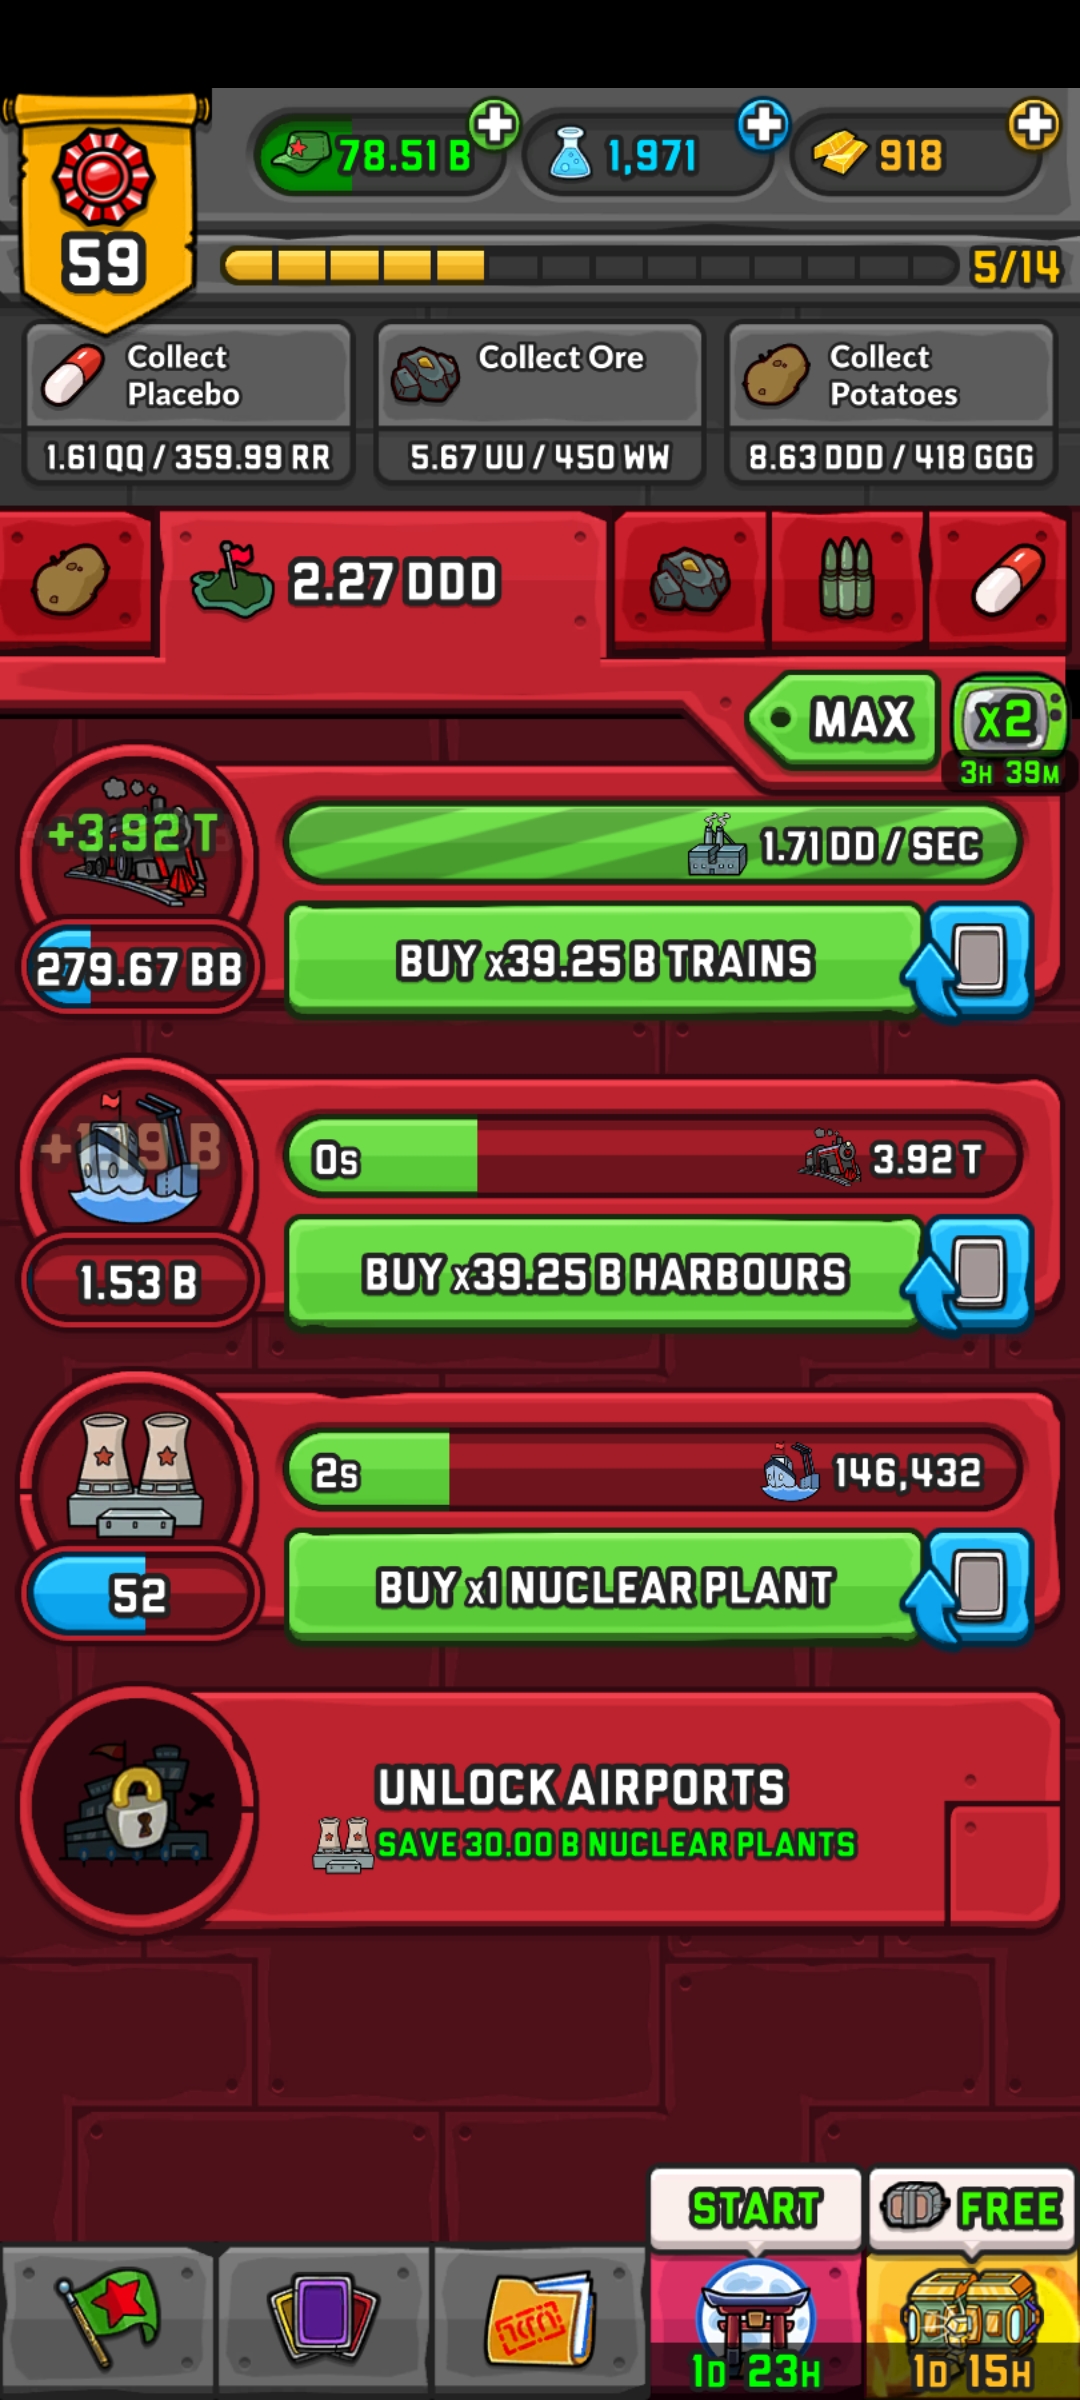 59
78.51 B
1,971
918
5/14
Collect Placebo
1.61 QQ / 359.99 RR
Collect Ore
5.67 UU / 450 WW
Collect Potatoes
8.63 DDD / 418 GGG
2.27 DDD
MAX
x2
3H 39M
+3.92 T
1.71 DD / SEC
279.67 BB
BUY x39.25 B TRAINS
0s
3.92 T
1.53 B
BUY x39.25 B HARBOURS
2s
146,432
52
BUY x1 NUCLEAR PLANT
UNLOCK AIRPORTS
SAVE 30.00 B NUCLEAR PLANTS
START
FREE
1D 23H
1D 15H